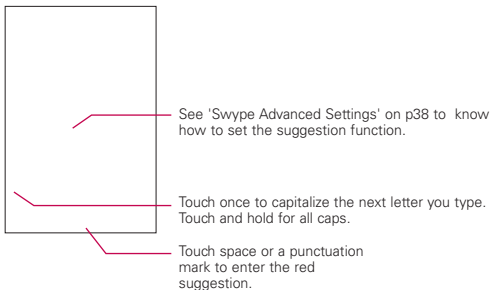 See 'Swype Advanced Settings' on p38 to know
how to set the suggestion function.
Touch once to capitalize the next letter you type.
Touch and hold for all caps.
Touch space or a punctuation
mark to enter the red
suggestion.